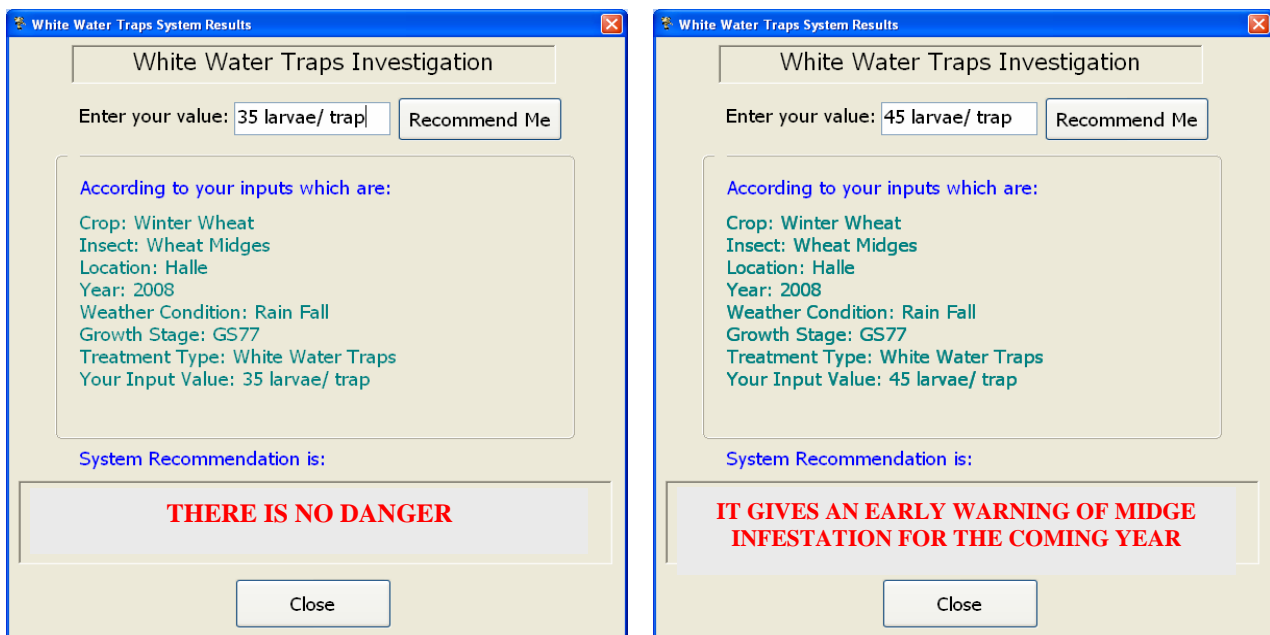 White Water Traps System Results
White Water Traps Investigation
Enter your value: 35 larvae/ trap Recommend Me
According to your inputs which are:
Crop: Winter Wheat
Insect: Wheat Midges
Location: Halle
Year: 2008
Weather Condition: Rain Fall
Growth Stage: GS77
Treatment Type: White Water Traps
Your Input Value: 35 larvae/ trap
System Recommendation is:
THERE IS NO DANGER
Close
White Water Traps System Results
White Water Traps Investigation
Enter your value: 45 larvae/ trap Recommend Me
According to your inputs which are:
Crop: Winter Wheat
Insect: Wheat Midges
Location: Halle
Year: 2008
Weather Condition: Rain Fall
Growth Stage: GS77
Treatment Type: White Water Traps
Your Input Value: 45 larvae/ trap
System Recommendation is:
IT GIVES AN EARLY WARNING OF MIDGE
INFESTATION FOR THE COMING YEAR
Close